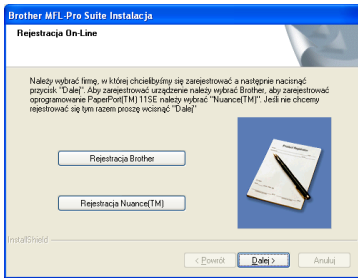 Brother MFL-Pro Suite Instalacja
Rejestracja On-Line
Należy wybrać firmę, w której chcielibyśmy się zarejestrować a następnie nacisnąć
przycisk "Dalej". Aby zarejestrować urządzenie należy wybrać Brother, aby zarejestrować
oprogramowanie PaperPort(TM) 11SE należy wybrać "Nuance(TM)". Jeśli nie chcemy
rejestrować się tym razem proszę wcisnąć "Dalej"
Rejestracja Brother
Rejestracja Nuance(TM)
InstallShield
< Powrót
Dalej >
Anuluj